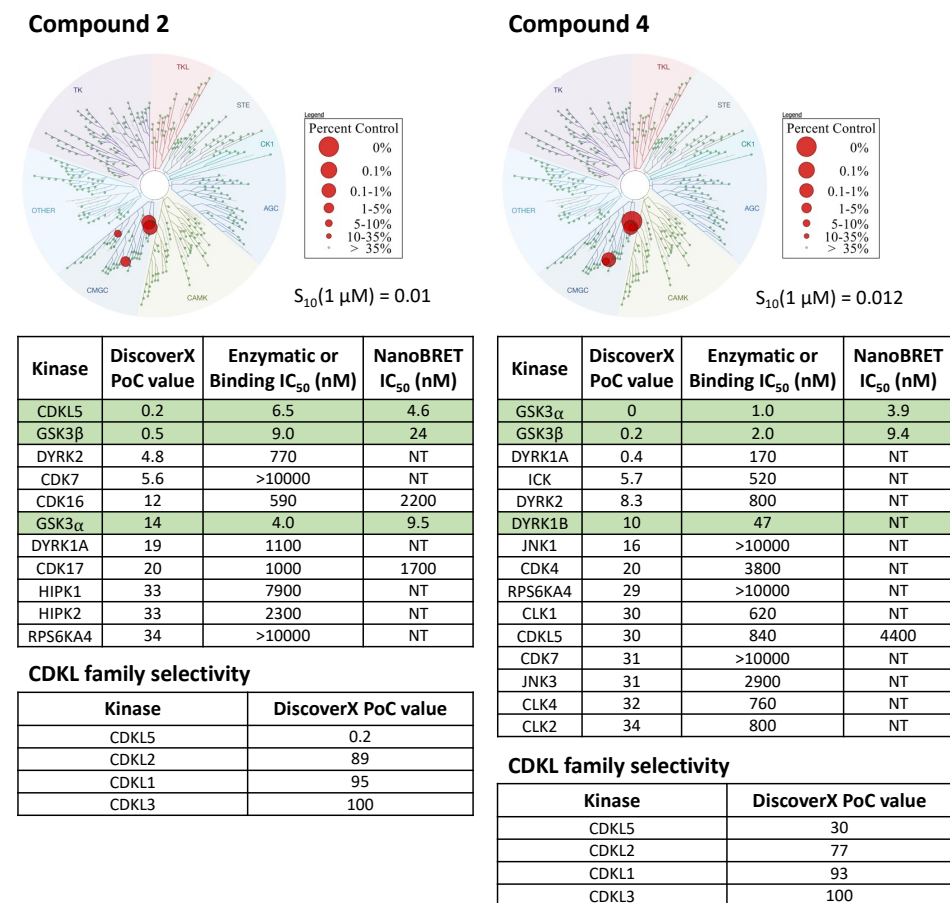 Compound 2
TKL
TK
STE
CK1
OTHER
AGC
CMGC
CAMK
Legend
Percent Control
0%
0.1%
0.1-1%
1-5%
5-10%
10-35%
> 35%
S10(1 μM) = 0.01
Kinase DiscoverX PoC value Enzymatic or Binding IC50 (nM) NanoBRET IC50 (nM)
CDKL5 0.2 6.5 4.6
GSK3β 0.5 9.0 24
DYRK2 4.8 770 NT
CDK7 5.6 >10000 NT
CDK16 12 590 2200
GSK3α 14 4.0 9.5
DYRK1A 19 1100 NT
CDK17 20 1000 1700
HIPK1 33 7900 NT
HIPK2 33 2300 NT
RPS6KA4 34 >10000 NT
CDKL family selectivity
Kinase DiscoverX PoC value
CDKL5 0.2
CDKL2 89
CDKL1 95
CDKL3 100
Compound 4
TKL
TK
STE
CK1
OTHER
AGC
CMGC
CAMK
Legend
Percent Control
0%
0.1%
0.1-1%
1-5%
5-10%
10-35%
> 35%
S10(1 μM) = 0.012
Kinase DiscoverX PoC value Enzymatic or Binding IC50 (nM) NanoBRET IC50 (nM)
GSK3α 0 1.0 3.9
GSK3β 0.2 2.0 9.4
DYRK1A 0.4 170 NT
ICK 5.7 520 NT
DYRK2 8.3 800 NT
DYRK1B 10 47 NT
JNK1 16 >10000 NT
CDK4 20 3800 NT
RPS6KA4 29 >10000 NT
CLK1 30 620 NT
CDKL5 30 840 4400
CDK7 31 >10000 NT
JNK3 31 2900 NT
CLK4 32 760 NT
CLK2 34 800 NT
CDKL family selectivity
Kinase DiscoverX PoC value
CDKL5 30
CDKL2 77
CDKL1 93
CDKL3 100